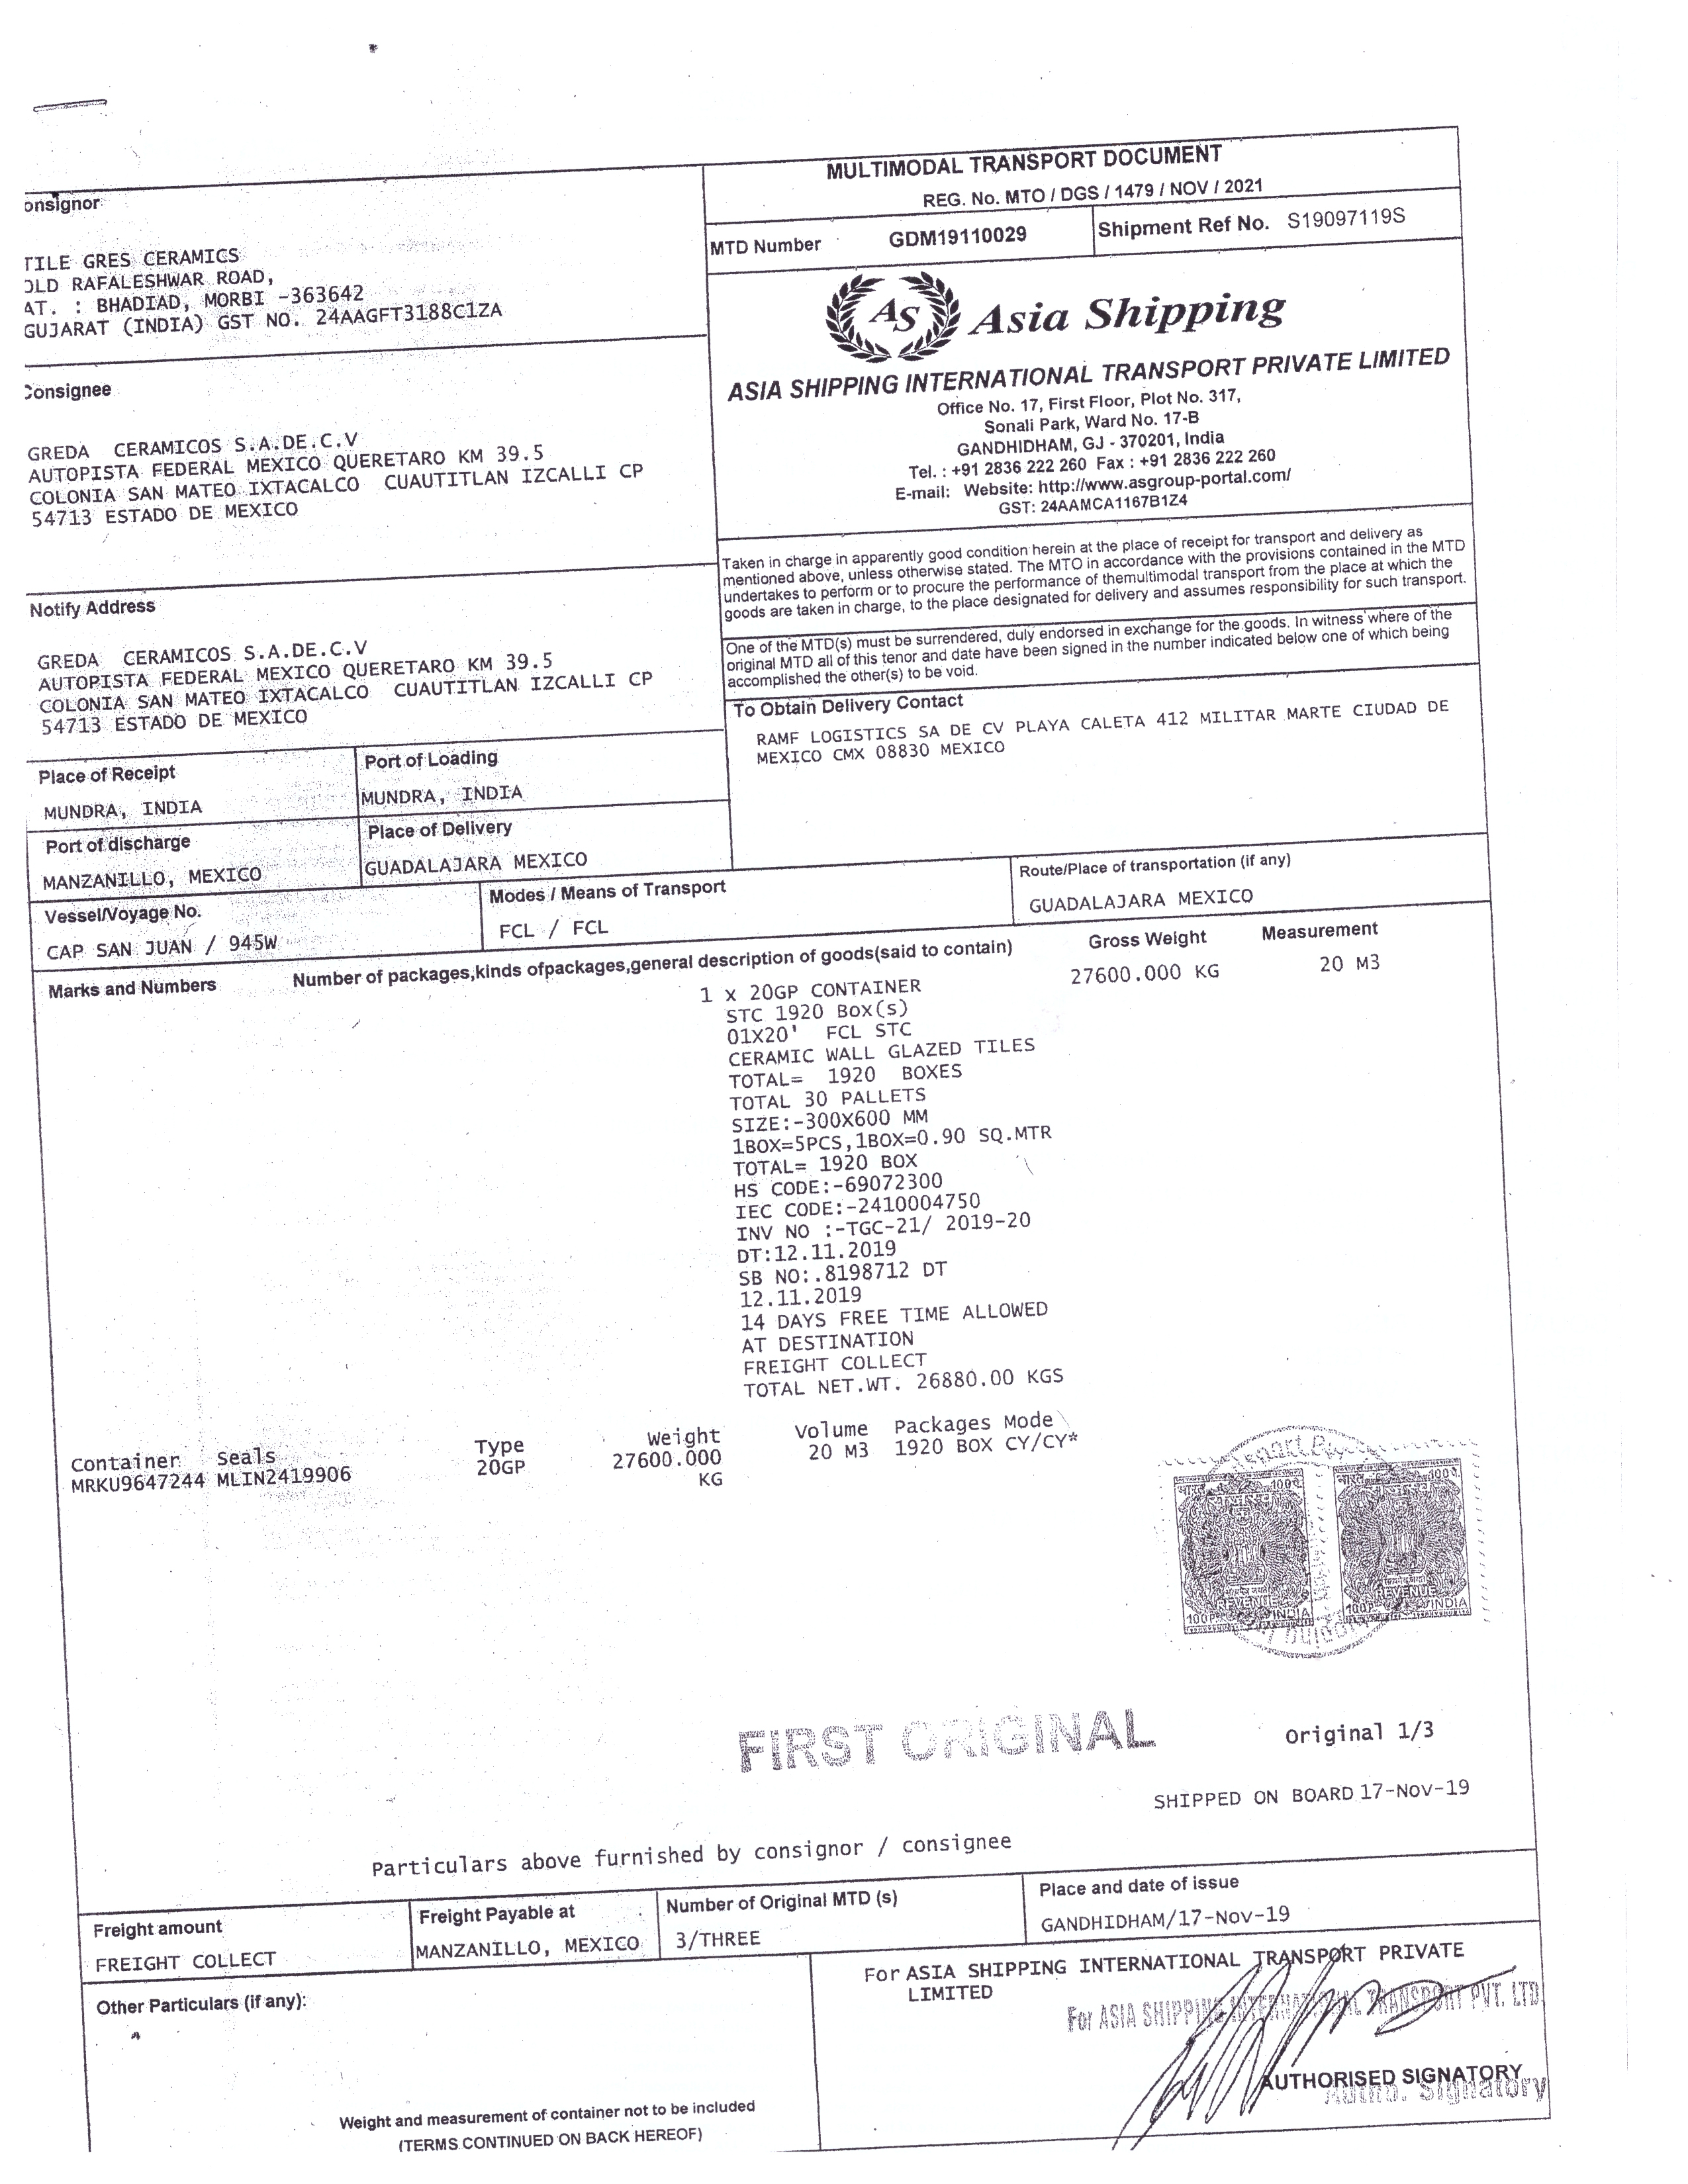 onsignor
TILE GRES CERAMICS
OLD RAFALESHWAR ROAD,
AT. : BHADIAD, MORBI -363642
GUJARAT (INDIA) GST NO. 24AAGFT3188C1ZA
Consignee
GREDA CERAMICOS S.A.DE.C.V
AUTOPISTA FEDERAL MEXICO QUERETARO KM 39.5
COLONIA SAN MATEO IXTACALCO CUAUTITLAN IZCALLI CP
54713 ESTADO DE MEXICO
Notify Address
GREDA CERAMICOS S.A.DE.C.V
AUTOPISTA FEDERAL MEXICO QUERETARO KM 39.5
COLONIA SAN MATEO IXTACALCO CUAUTITLAN IZCALLI CP
54713 ESTADO DE MEXICO
MULTIMODAL TRANSPORT DOCUMENT
REG. No. MTO / DGS / 1479 / NOV / 2021
MTD Number GDM19110029
Shipment Ref No. S19097119S
AS Asia Shipping
ASIA SHIPPING INTERNATIONAL TRANSPORT PRIVATE LIMITED
Office No. 17, First Floor, Plot No. 317,
Sonali Park, Ward No. 17-B
GANDHIDHAM, GJ - 370201, India
Tel. : +91 2836 222 260 Fax : +91 2836 222 260
E-mail: Website: http://www.asgroup-portal.com/
GST: 24AAMCA1167B1Z4
Taken in charge in apparently good condition herein at the place of receipt for transport and delivery as
mentioned above, unless otherwise stated. The MTO in accordance with the provisions contained in the MTD
undertakes to perform or to procure the performance of themultimodal transport from the place at which the
goods are taken in charge, to the place designated for delivery and assumes responsibility for such transport.
One of the MTD(s) must be surrendered, duly endorsed in exchange for the goods. In witness where of the
original MTD all of this tenor and date have been signed in the number indicated below one of which being
accomplished the other(s) to be void.
To Obtain Delivery Contact
RAMF LOGISTICS SA DE CV PLAYA CALETA 412 MILITAR MARTE CIUDAD DE
MEXICO CMX 08830 MEXICO
Place of Receipt
MUNDRA, INDIA
Port of Loading
MUNDRA, INDIA
Port of discharge
MANZANILLO, MEXICO
Place of Delivery
GUADALAJARA MEXICO
Vessel/Voyage No.
CAP SAN JUAN / 945W
Modes / Means of Transport
FCL / FCL
Route/Place of transportation (if any)
GUADALAJARA MEXICO
Marks and Numbers Number of packages,kinds ofpackages,general description of goods(said to contain) Gross Weight Measurement
27600.000 KG 20 M3
1 x 20GP CONTAINER
STC 1920 Box(s)
01X20' FCL STC
CERAMIC WALL GLAZED TILES
TOTAL= 1920 BOXES
TOTAL 30 PALLETS
SIZE:-300X600 MM
1BOX=5PCS,1BOX=0.90 SQ.MTR
TOTAL= 1920 BOX
HS CODE:-69072300
IEC CODE:-2410004750
INV NO :-TGC-21/ 2019-20
DT:12.11.2019
SB NO:.8198712 DT
12.11.2019
14 DAYS FREE TIME ALLOWED
AT DESTINATION
FREIGHT COLLECT
TOTAL NET.WT. 26880.00 KGS
Container Seals Type Weight Volume Packages Mode
MRKU9647244 MLIN2419906 20GP 27600.000 20 M3 1920 BOX CY/CY*
KG
भारत 100 भारत 100
REVENUE REVENUE
100P INDIA 100P INDIA
FIRST ORIGINAL
Original 1/3
SHIPPED ON BOARD 17-Nov-19
Particulars above furnished by consignor / consignee
Freight amount
FREIGHT COLLECT
Freight Payable at
MANZANILLO, MEXICO
Number of Original MTD (s)
3/THREE
Place and date of issue
GANDHIDHAM/17-Nov-19
Other Particulars (if any):
For ASIA SHIPPING INTERNATIONAL TRANSPORT PRIVATE
LIMITED
For ASIA SHIPPING INTERNATIONAL TRANSPORT PVT. LTD.
AUTHORISED SIGNATORY
Autho. Signatory
Weight and measurement of container not to be included
(TERMS CONTINUED ON BACK HEREOF)